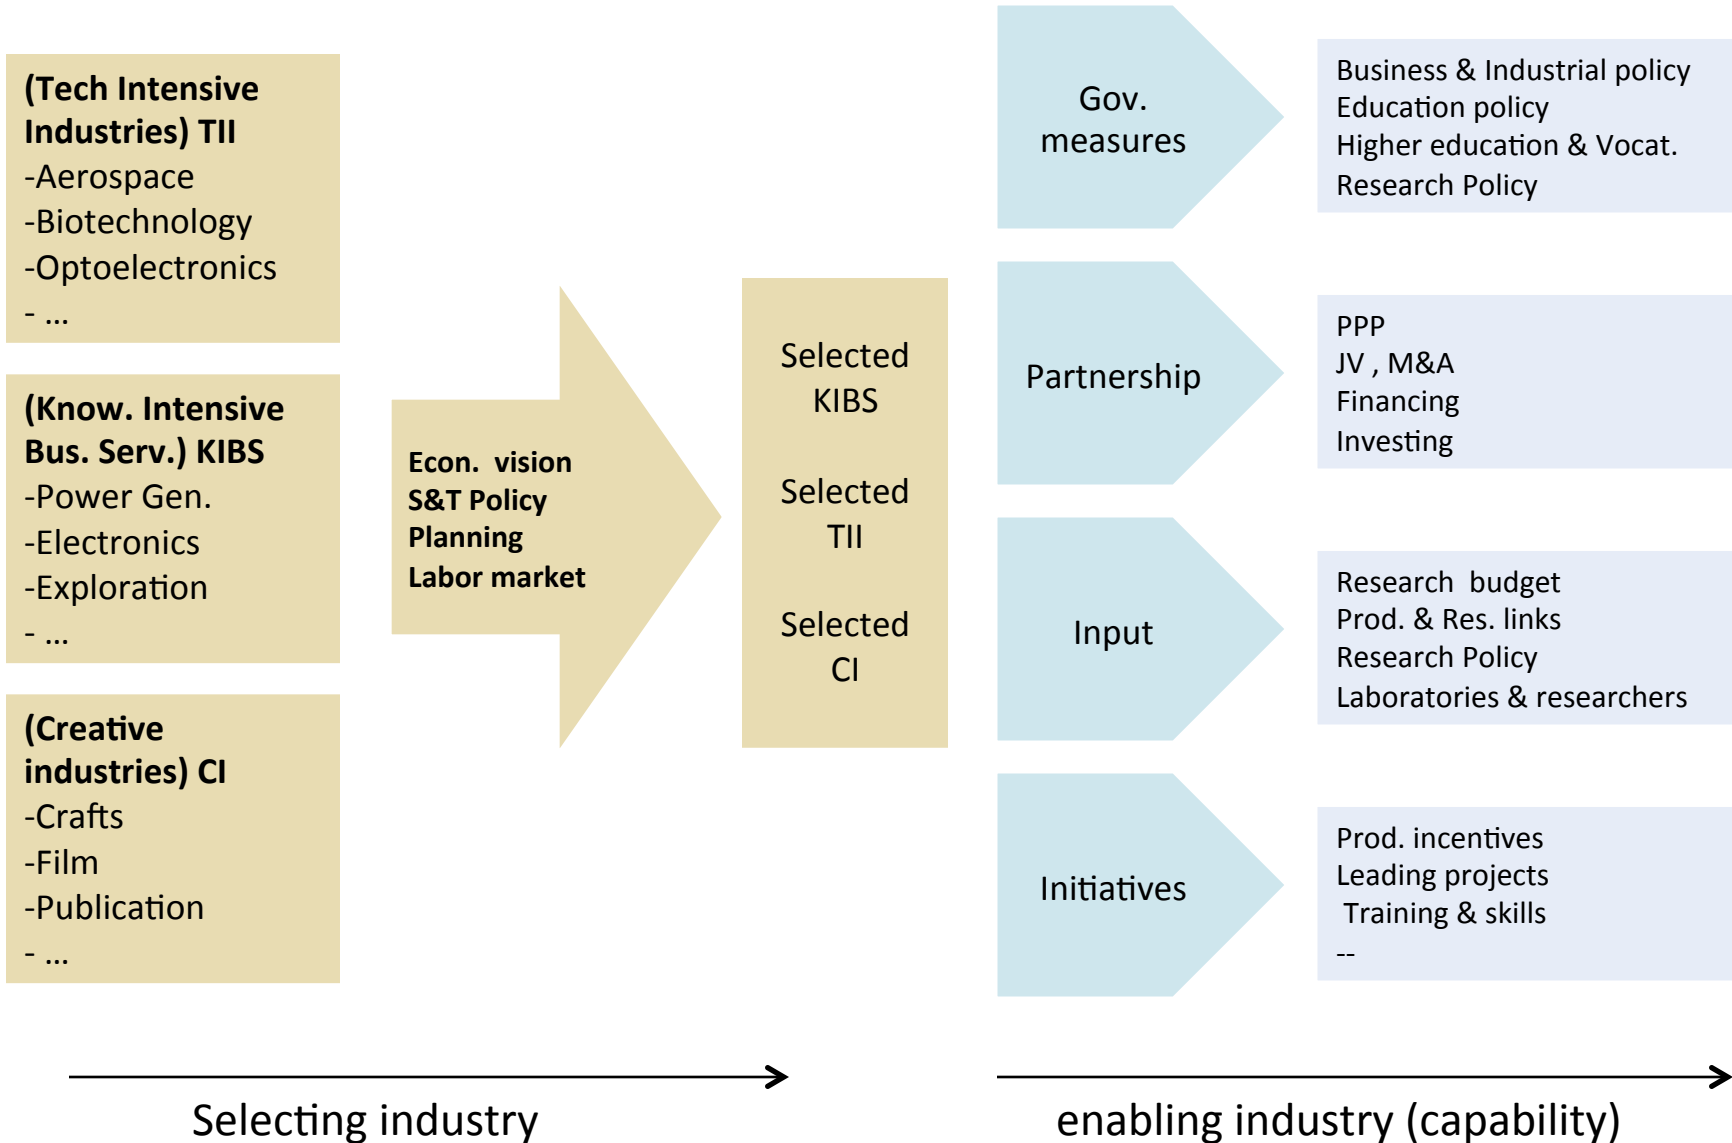 (Tech Intensive
Industries) TII
-Aerospace
-Biotechnology
-Optoelectronics
- ...
(Know. Intensive
Bus. Serv.) KIBS
-Power Gen.
-Electronics
-Exploration
- ...
(Creative
industries) CI
-Crafts
-Film
-Publication
- ...
Econ.  vision
S&T Policy
Planning
Labor market
Selected
KIBS
Selected
TII
Selected
CI
Gov.
measures
Business & Industrial policy
Education policy
Higher education & Vocat.
Research Policy
Partnership
PPP
JV , M&A
Financing
Investing
Input
Research  budget
Prod. & Res. links
Research Policy
Laboratories & researchers
Initiatives
Prod. incentives
Leading projects
Training & skills
--
Selecting industry
enabling industry (capability)